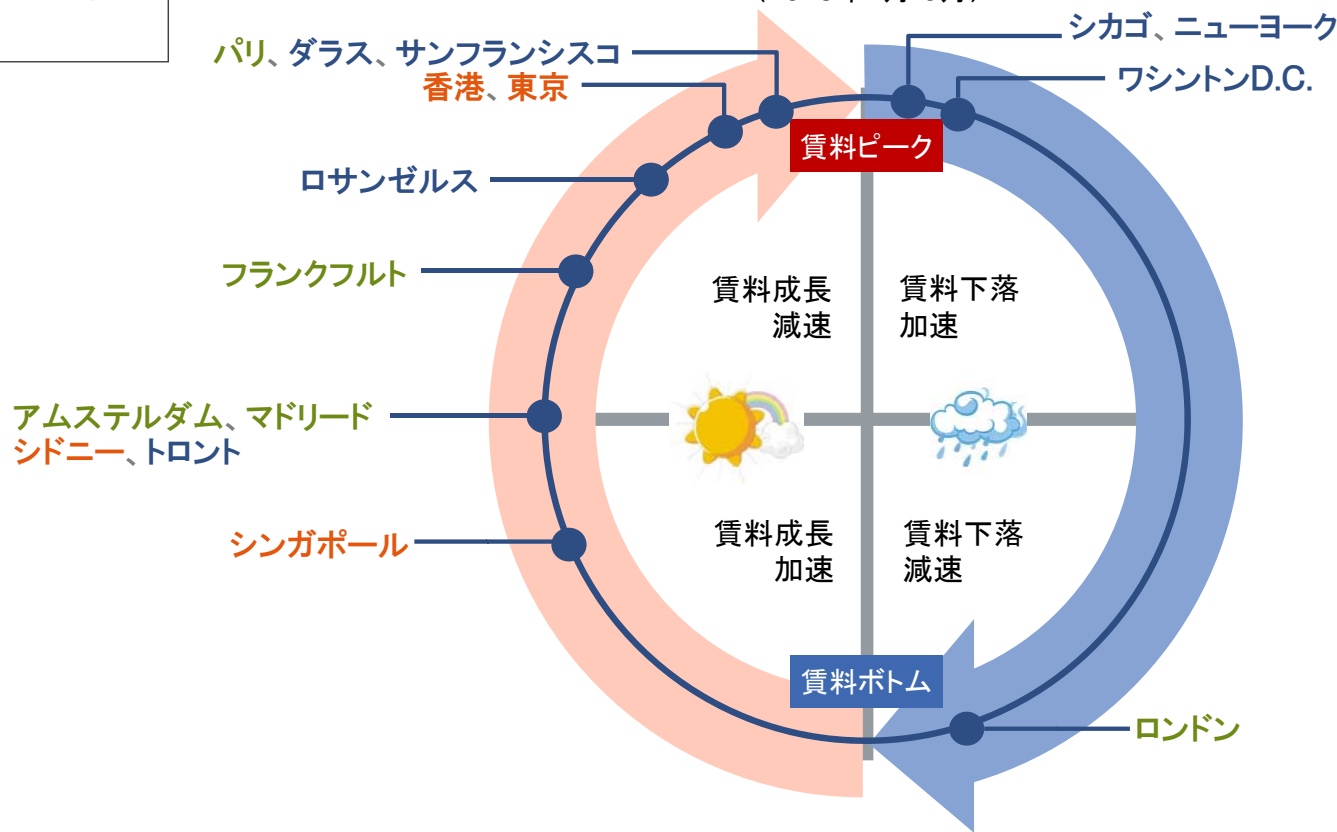 シカゴ、ニューヨーク
パリ、ダラス、サンフランシスコ
ワシントンD.C.
香港、東京
賃料ピーク
ロサンゼルス
フランクフルト
賃料成長
減速
賃料下落
加速
アムステルダム、マドリード
シドニー、トロント
シンガポール
賃料成長
加速
賃料下落
減速
賃料ボトム
ロンドン